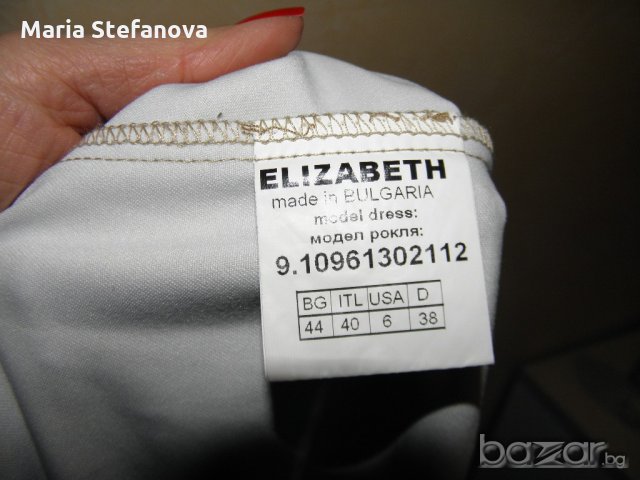 Maria Stefanova
ELIZABETH
made in BULGARIA
model dress:
модел рокля:
9.10961302112
BG ITL USA D
44 40 6 38
bazar.bg